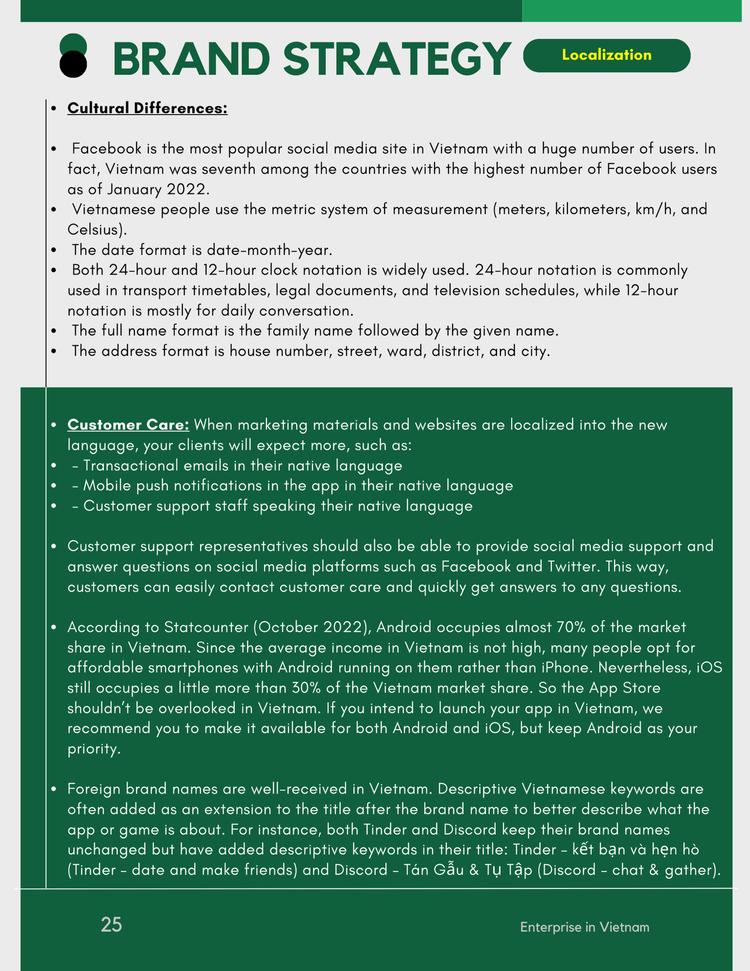 BRAND STRATEGY
Localization
• Cultural Differences:
• Facebook is the most popular social media site in Vietnam with a huge number of users. In
fact, Vietnam was seventh among the countries with the highest number of Facebook users
as of January 2022.
• Vietnamese people use the metric system of measurement (meters, kilometers, km/h, and
Celsius).
• The date format is date-month-year.
• Both 24-hour and 12-hour clock notation is widely used. 24-hour notation is commonly
used in transport timetables, legal documents, and television schedules, while 12-hour
notation is mostly for daily conversation.
• The full name format is the family name followed by the given name.
• The address format is house number, street, ward, district, and city.
• Customer Care: When marketing materials and websites are localized into the new
language, your clients will expect more, such as:
• - Transactional emails in their native language
• - Mobile push notifications in the app in their native language
• - Customer support staff speaking their native language
• Customer support representatives should also be able to provide social media support and
answer questions on social media platforms such as Facebook and Twitter. This way,
customers can easily contact customer care and quickly get answers to any questions.
• According to Statcounter (October 2022), Android occupies almost 70% of the market
share in Vietnam. Since the average income in Vietnam is not high, many people opt for
affordable smartphones with Android running on them rather than iPhone. Nevertheless, iOS
still occupies a little more than 30% of the Vietnam market share. So the App Store
shouldn't be overlooked in Vietnam. If you intend to launch your app in Vietnam, we
recommend you to make it available for both Android and iOS, but keep Android as your
priority.
• Foreign brand names are well-received in Vietnam. Descriptive Vietnamese keywords are
often added as an extension to the title after the brand name to better describe what the
app or game is about. For instance, both Tinder and Discord keep their brand names
unchanged but have added descriptive keywords in their title: Tinder - kết bạn và hẹn hò
(Tinder - date and make friends) and Discord - Tán Gẫu & Tụ Tập (Discord - chat & gather).
25
Enterprise in Vietnam